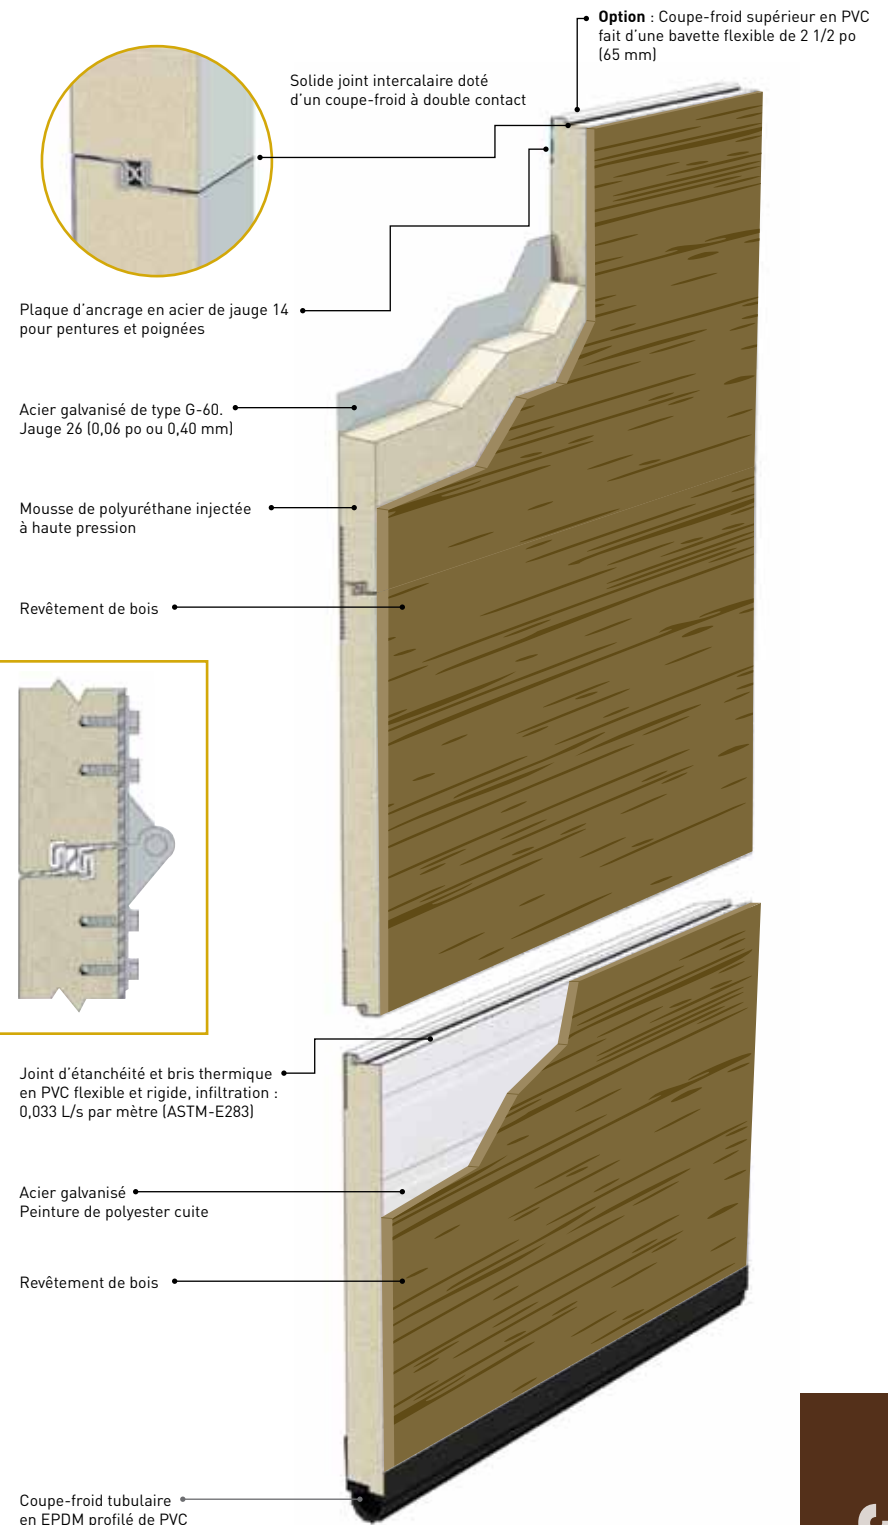 Option : Coupe-froid supérieur en PVC
fait d'une bavette flexible de 2 1/2 po
(65 mm)
Solide joint intercalaire doté
d'un coupe-froid à double contact
Plaque d'ancrage en acier de jauge 14
pour pentures et poignées
Acier galvanisé de type G-60.
Jauge 26 (0,06 po ou 0,40 mm)
Mousse de polyuréthane injectée
à haute pression
Revêtement de bois
Joint d'étanchéité et bris thermique
en PVC flexible et rigide, infiltration :
0,033 L/s par mètre (ASTM-E283)
Acier galvanisé
Peinture de polyester cuite
Revêtement de bois
Coupe-froid tubulaire
en EPDM profilé de PVC